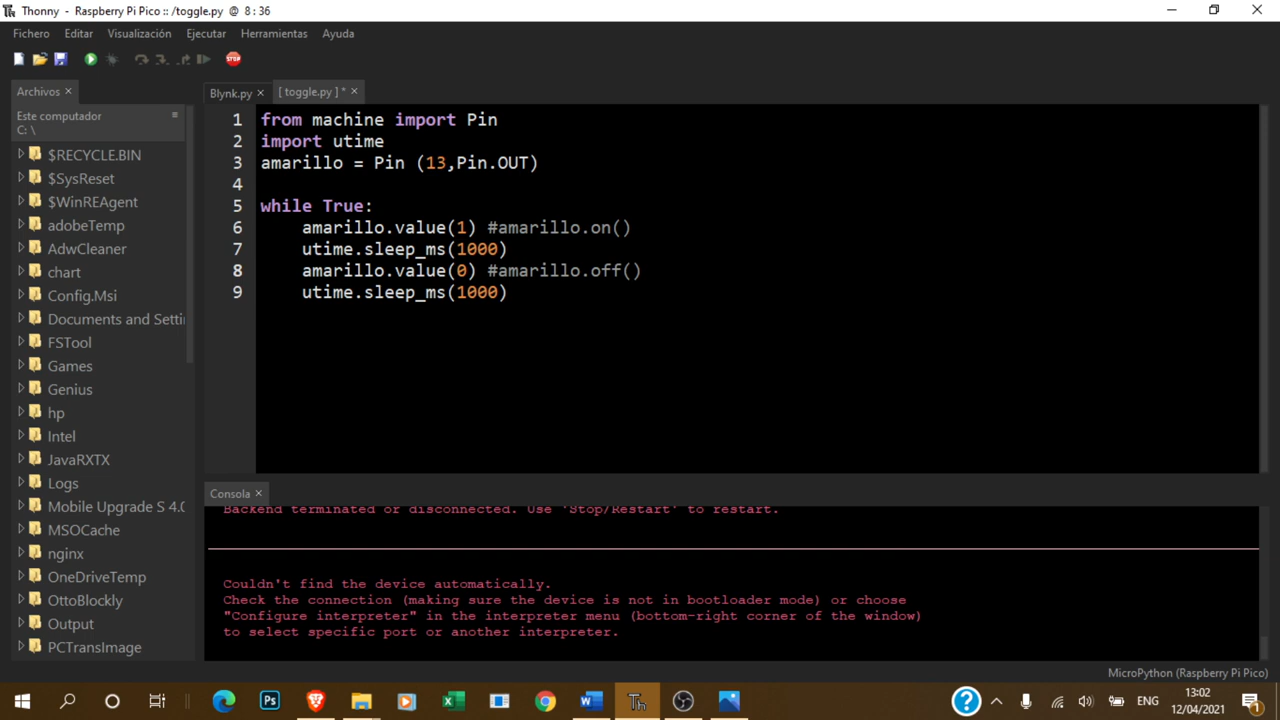 Thonny - Raspberry Pi Pico :: /toggle.py @ 8 : 36
Fichero Editar Visualización Ejecutar Herramientas Ayuda
STOP
Archivos ×
Este computador
C: \
$RECYCLE.BIN
$SysReset
$WinREAgent
adobeTemp
AdwCleaner
chart
Config.Msi
Documents and Setti
FSTool
Games
Genius
hp
Intel
JavaRXTX
Logs
Mobile Upgrade S 4.0
MSOCache
nginx
OneDriveTemp
OttoBlockly
Output
PCTransImage
Blynk.py × [ toggle.py ] * ×
1 from machine import Pin
2 import utime
3 amarillo = Pin (13,Pin.OUT)
4
5 while True:
6 amarillo.value(1) #amarillo.on()
7 utime.sleep_ms(1000)
8 amarillo.value(0) #amarillo.off()
9 utime.sleep_ms(1000)
Consola ×
Backend terminated or disconnected. Use 'Stop/Restart' to restart.
Couldn't find the device automatically.
Check the connection (making sure the device is not in bootloader mode) or choose
"Configure interpreter" in the interpreter menu (bottom-right corner of the window)
to select specific port or another interpreter.
MicroPython (Raspberry Pi Pico)
ENG
13:02
12/04/2021